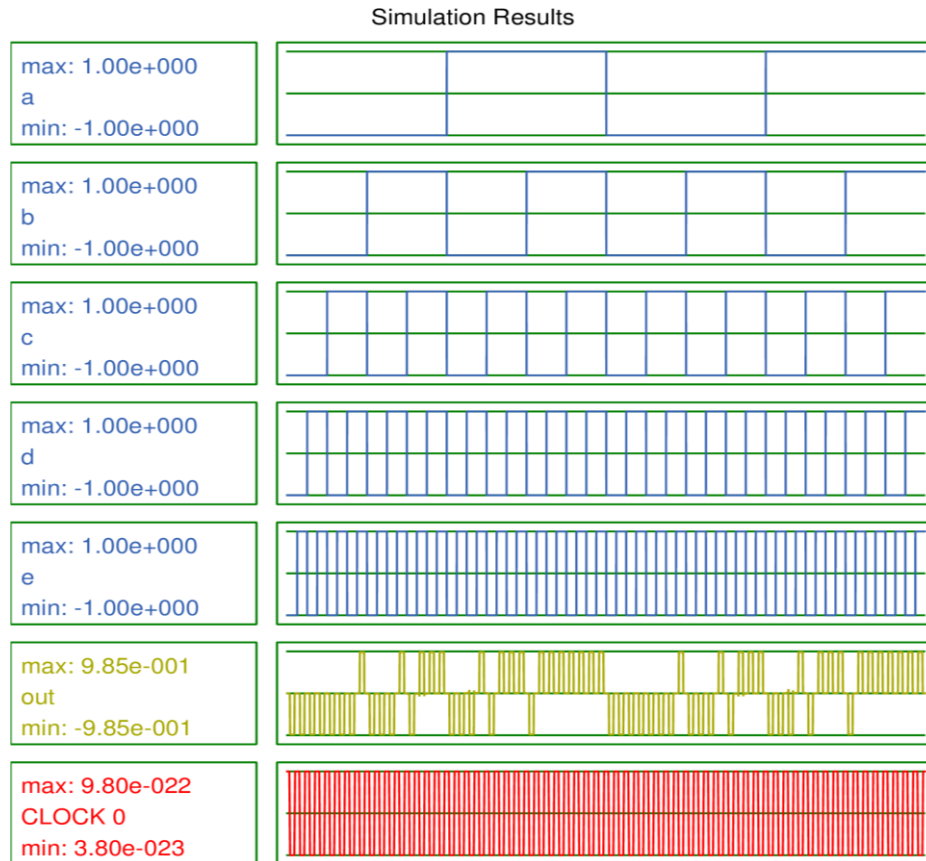 Simulation Results
max: 1.00e+000
a
min: -1.00e+000
max: 1.00e+000
b
min: -1.00e+000
max: 1.00e+000
c
min: -1.00e+000
max: 1.00e+000
d
min: -1.00e+000
max: 1.00e+000
e
min: -1.00e+000
max: 9.85e-001
out
min: -9.85e-001
max: 9.80e-022
CLOCK 0
min: 3.80e-023